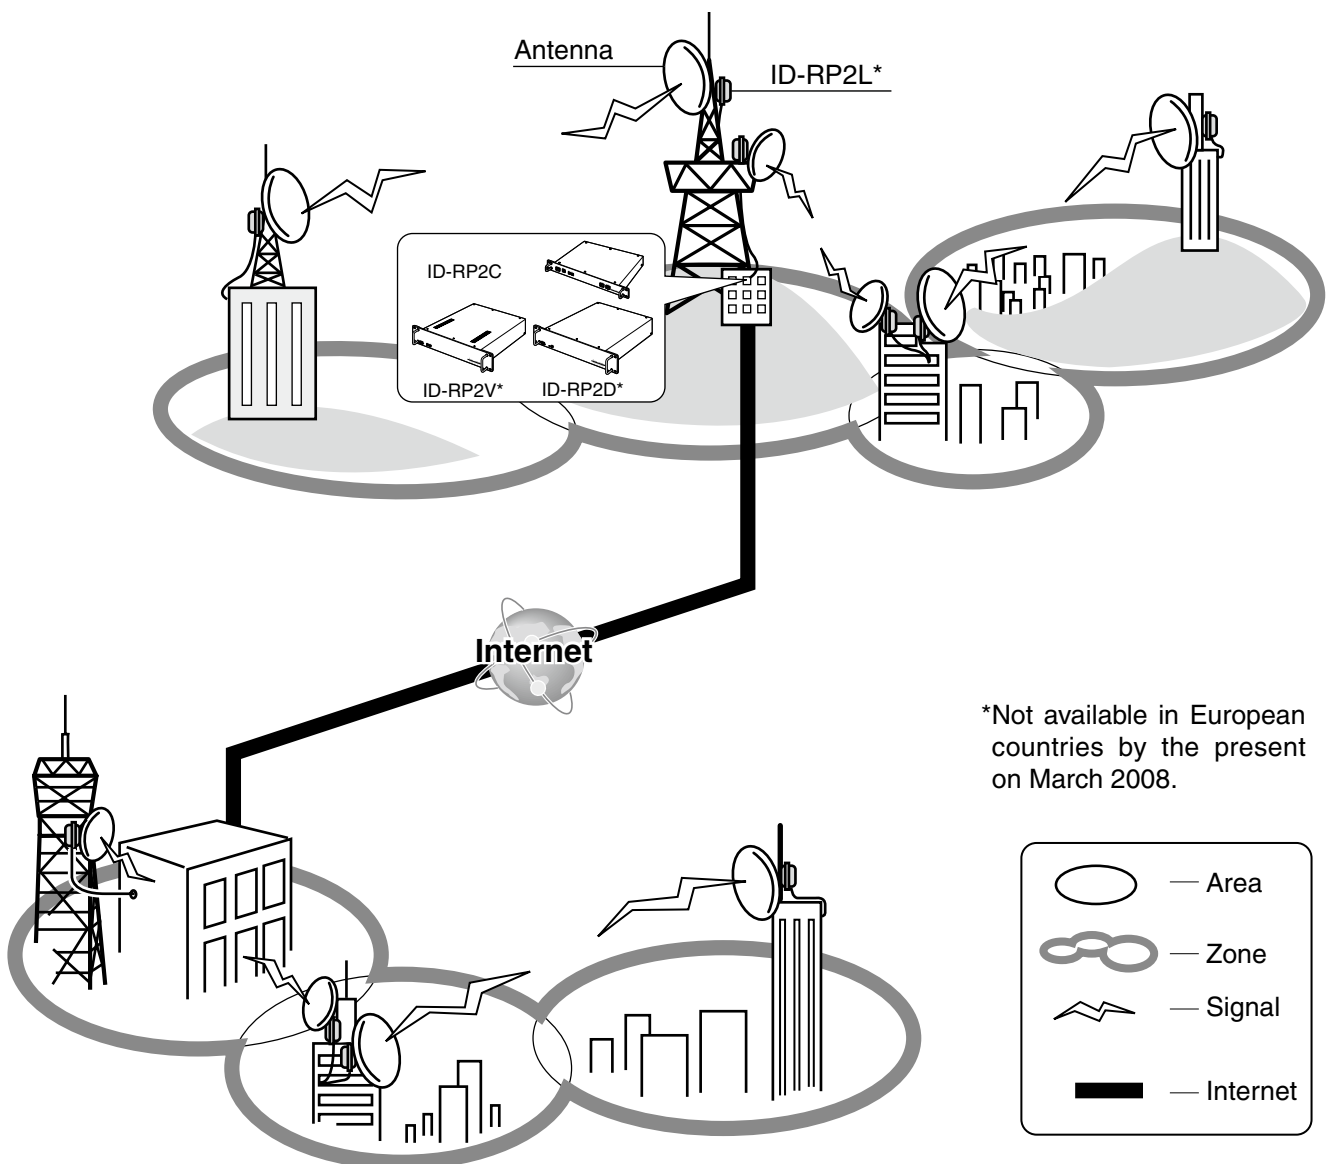 Antenna
ID-RP2L*
ID-RP2C
ID-RP2V*
ID-RP2D*
Internet
*Not available in European
countries by the present
on March 2008.
Area
Zone
Signal
Internet